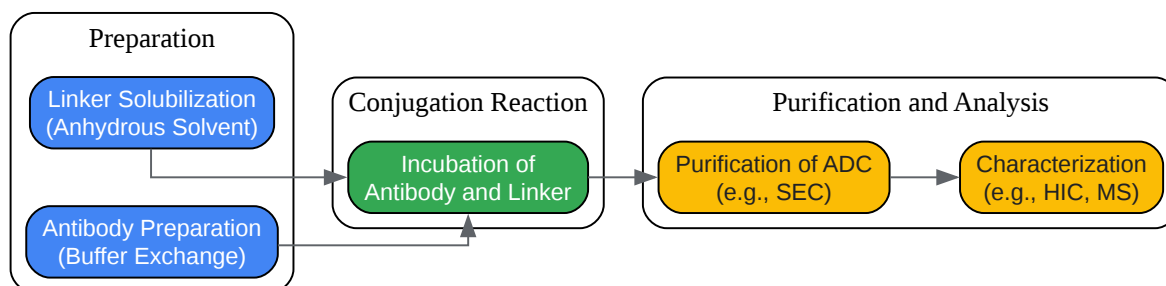 Preparation
Linker Solubilization
(Anhydrous Solvent)
Antibody Preparation
(Buffer Exchange)
Conjugation Reaction
Incubation of
Antibody and Linker
Purification and Analysis
Purification of ADC
(e.g., SEC)
Characterization
(e.g., HIC, MS)